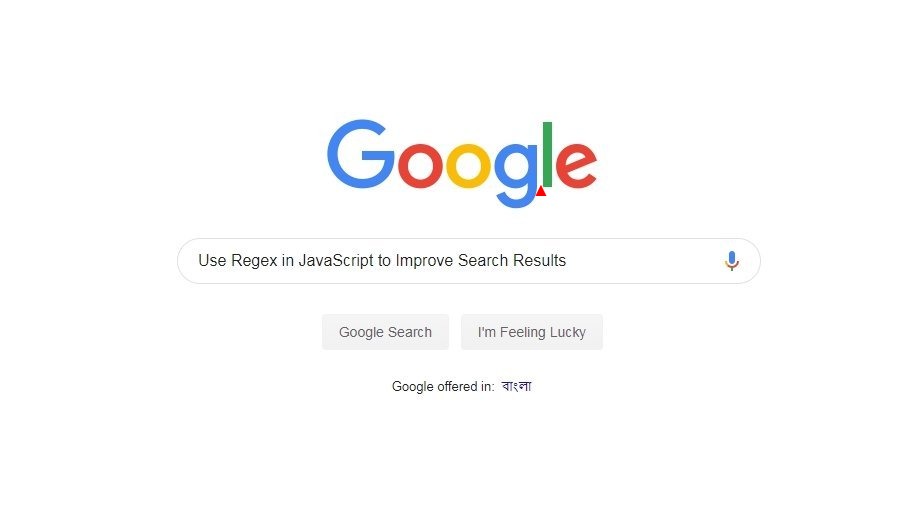 Google
Use Regex in JavaScript to Improve Search Results
Google Search
I'm Feeling Lucky
Google offered in: বাংলা